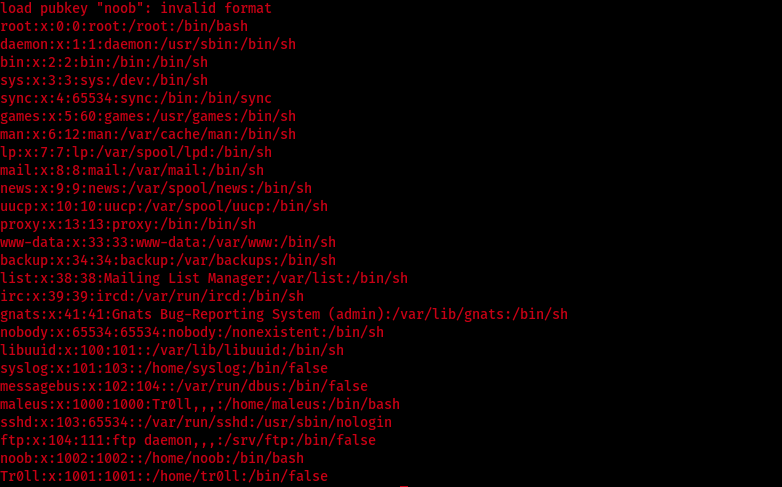 load pubkey "noob": invalid format
root:x:0:0:root:/root:/bin/bash
daemon:x:1:1:daemon:/usr/sbin:/bin/sh
bin:x:2:2:bin:/bin:/bin/sh
sys:x:3:3:sys:/dev:/bin/sh
sync:x:4:65534:sync:/bin:/bin/sync
games:x:5:60:games:/usr/games:/bin/sh
man:x:6:12:man:/var/cache/man:/bin/sh
lp:x:7:7:lp:/var/spool/lpd:/bin/sh
mail:x:8:8:mail:/var/mail:/bin/sh
news:x:9:9:news:/var/spool/news:/bin/sh
uucp:x:10:10:uucp:/var/spool/uucp:/bin/sh
proxy:x:13:13:proxy:/bin:/bin/sh
www-data:x:33:33:www-data:/var/www:/bin/sh
backup:x:34:34:backup:/var/backups:/bin/sh
list:x:38:38:Mailing List Manager:/var/list:/bin/sh
irc:x:39:39:ircd:/var/run/ircd:/bin/sh
gnats:x:41:41:Gnats Bug-Reporting System (admin):/var/lib/gnats:/bin/sh
nobody:x:65534:65534:nobody:/nonexistent:/bin/sh
libuuid:x:100:101::/var/lib/libuuid:/bin/sh
syslog:x:101:103::/home/syslog:/bin/false
messagebus:x:102:104::/var/run/dbus:/bin/false
maleus:x:1000:1000:Tr0ll,,,:/home/maleus:/bin/bash
sshd:x:103:65534::/var/run/sshd:/usr/sbin/nologin
ftp:x:104:111:ftp daemon,,,:/srv/ftp:/bin/false
noob:x:1002:1002::/home/noob:/bin/bash
Tr0ll:x:1001:1001::/home/tr0ll:/bin/false